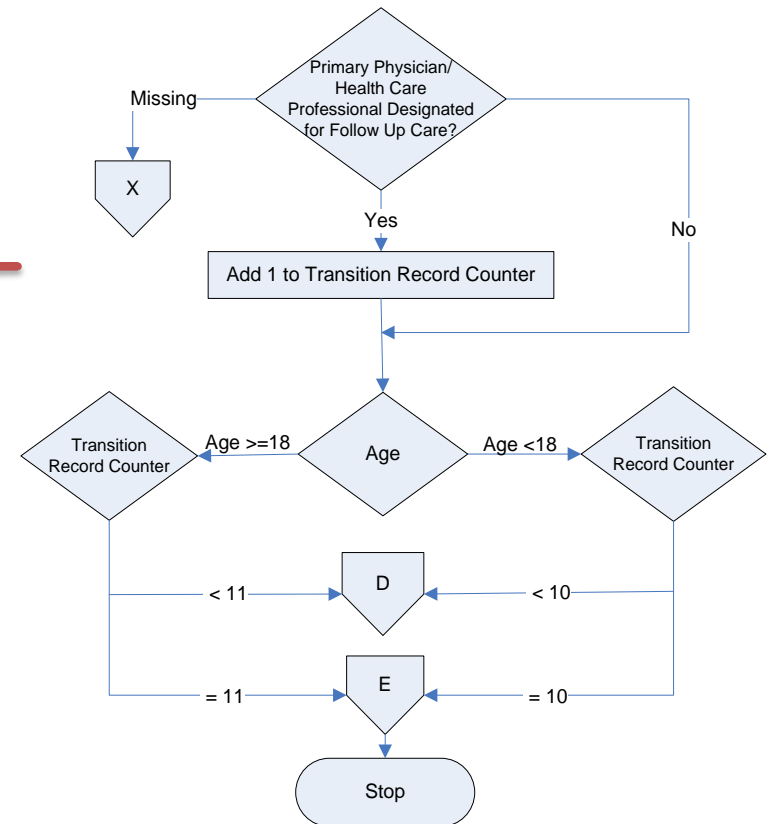 Primary Physician/
Health Care
Professional Designated
for Follow Up Care?
Missing
X
Yes
No
Add 1 to Transition Record Counter
Transition
Record Counter
Age >=18
Age
Age <18
Transition
Record Counter
D
< 11
< 10
E
= 11
= 10
Stop